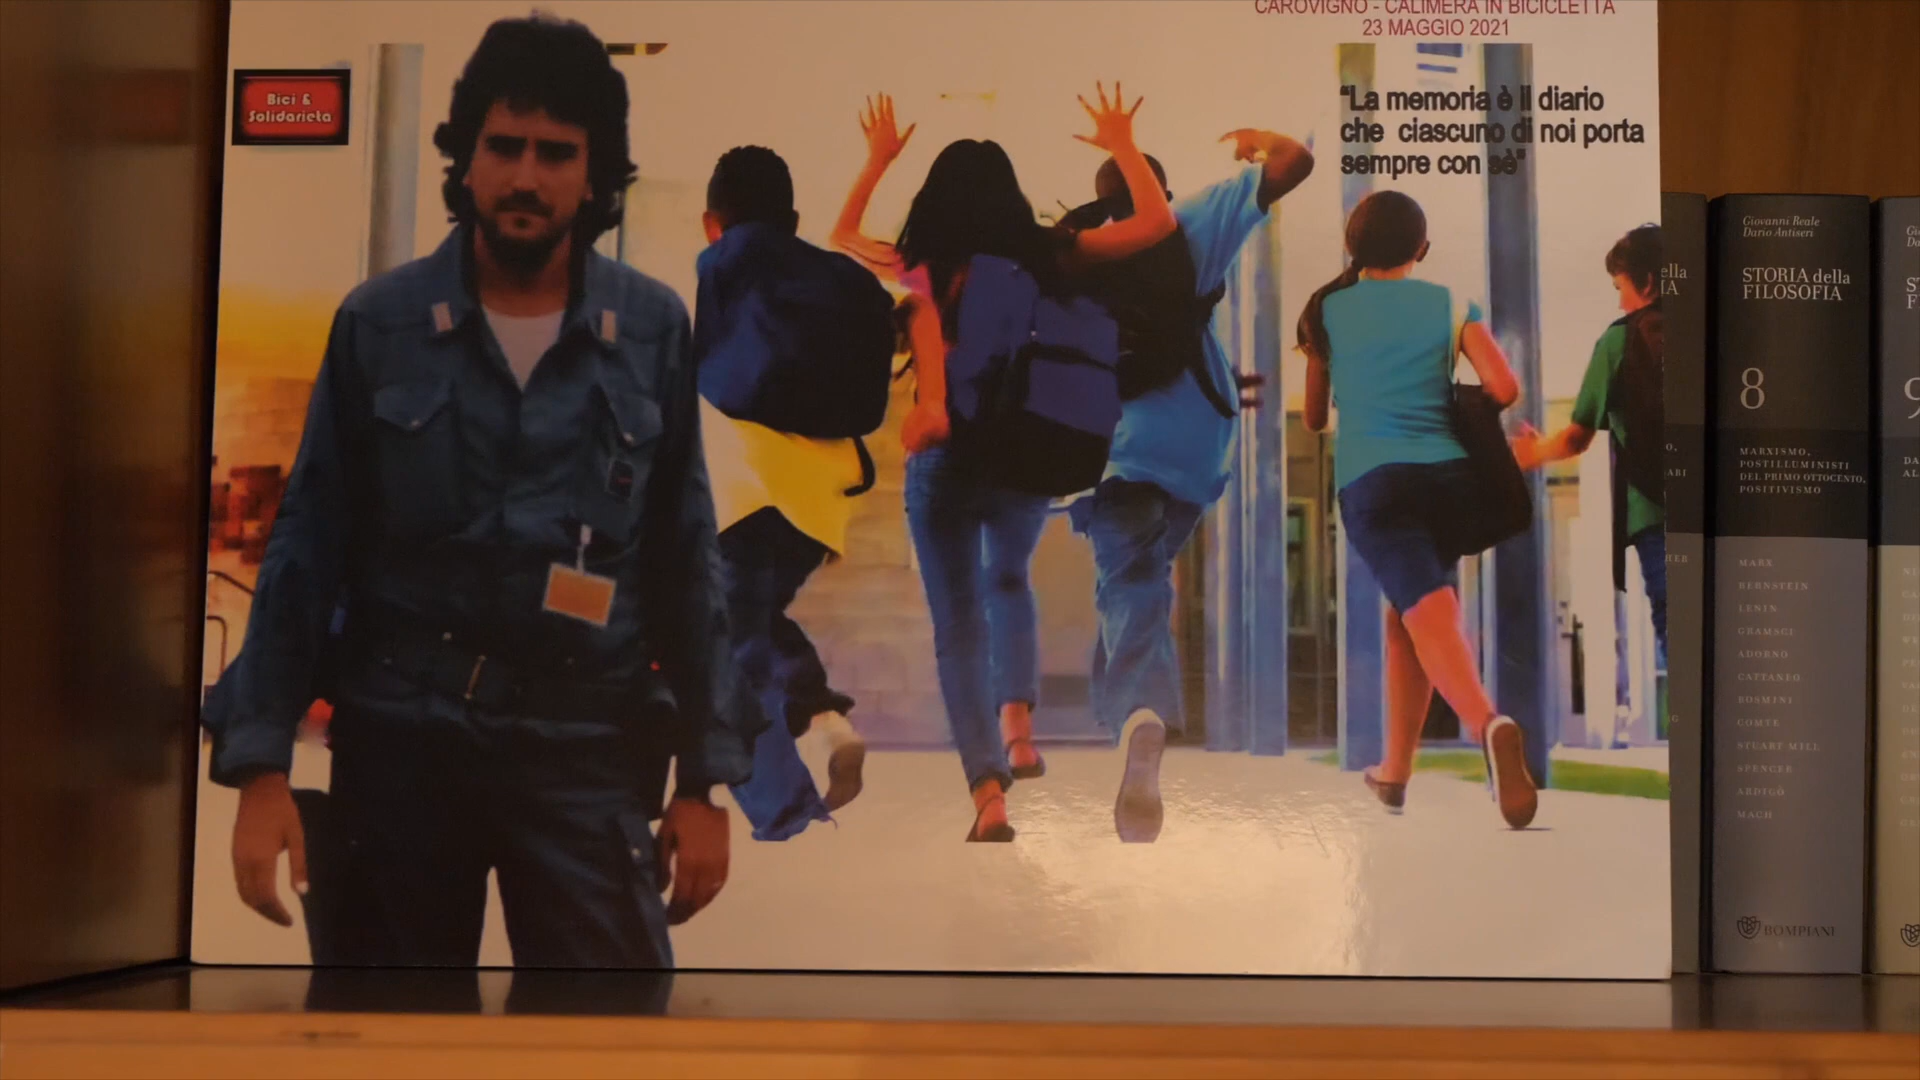 CAROVIGNO - CALIMERA IN BICICLETTA
23 MAGGIO 2021
Bici &
Solidarietà
"La memoria è il diario
che ciascuno di noi porta
sempre con sè"
Giovanni Reale
Dario Antiseri
STORIA della
FILOSOFIA
8
MARXISMO,
POSTILLUMINISTI
DEL PRIMO OTTOCENTO,
POSITIVISMO
MARX
BERNSTEIN
LENIN
GRAMSCI
ADORNO
CATTANEO
ROSMINI
COMTE
STUART MILL
SPENCER
ARDIGÒ
MACH
BOMPIANI